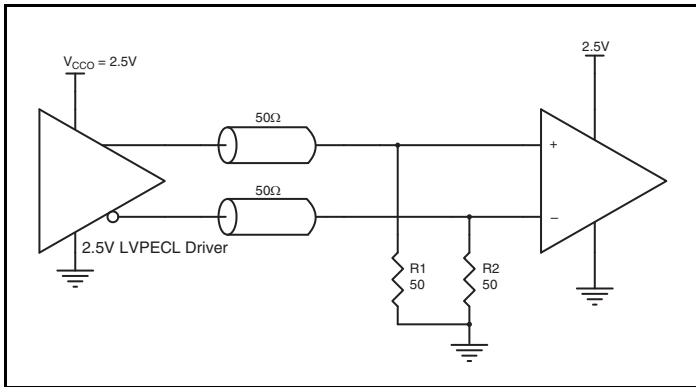 V_CCO = 2.5V
2.5V
50Ω
+
50Ω
–
2.5V LVPECL Driver
R1
50
R2
50